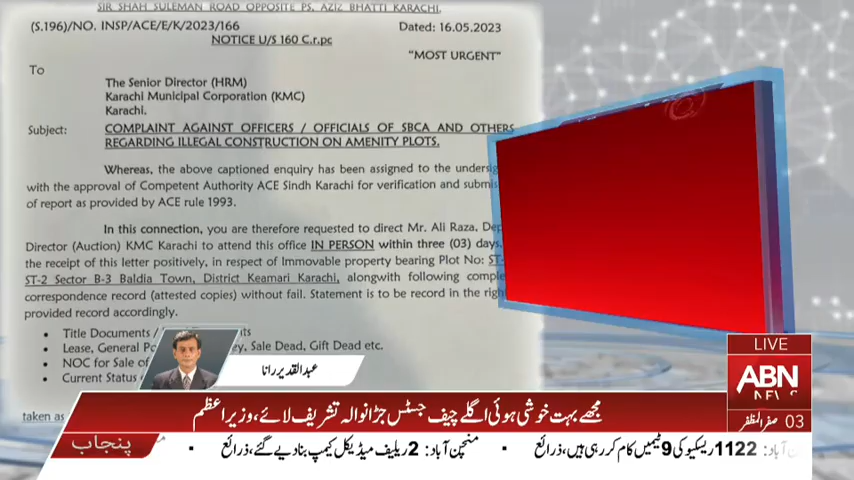 SIR SHAH SULEMAN ROAD OPPOSITE PS, AZIZ BHATTI KARACHI.
(S.196)/NO. INSP/ACE/E/K/2023/166 Dated: 16.05.2023
NOTICE U/S 160 C.r.pc
"MOST URGENT"
To
The Senior Director (HRM)
Karachi Municipal Corporation (KMC)
Karachi.
Subject: COMPLAINT AGAINST OFFICERS / OFFICIALS OF SBCA AND OTHERS
REGARDING ILLEGAL CONSTRUCTION ON AMENITY PLOTS.
Whereas, the above captioned enquiry has been assigned to the
with the approval of Competent Authority ACE Sindh Karachi for verification and
of report as provided by ACE rule 1993.
In this connection, you are therefore requested to direct Mr. Ali Raza,
Director (Auction) KMC Karachi to attend this office IN PERSON within three (03) days,
the receipt of this letter positively, in respect of Immovable property bearing Plot No: ST-
ST-2 Sector B-3 Baldia Town, District Keamari Karachi, alongwith following
correspondence record (attested copies) without fail. Statement is to be record in the
provided record accordingly.
• Title Documents /
• Lease, General Sale Dead, Gift Dead etc.
• NOC for Sale of
• Current Status
taken as
عبدالقدیر رانا
LIVE
ABN
NEWS
03 صفر المظفر
مجھے بہت خوشی ہوئی اگلے چیف جسٹس جڑانوالہ تشریف لائے، وزیراعظم
پنجاب
1122 ریسکیو کی 9 ٹیمیں کام کر رہی ہیں، ذرائع • منچن آباد: 2 ریلیف میڈیکل کیمپ بنا دیے گئے، ذرائع •